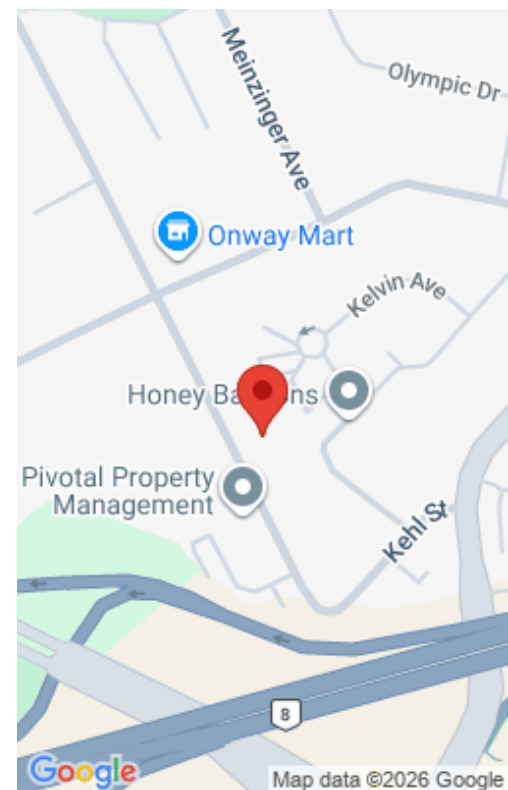 Meinzinger Ave
Olympic Dr
Onway Mart
Kelvin Ave
Honey
Pivotal Property
Management
Kehl St
8
Google
Map data ©2026 Google